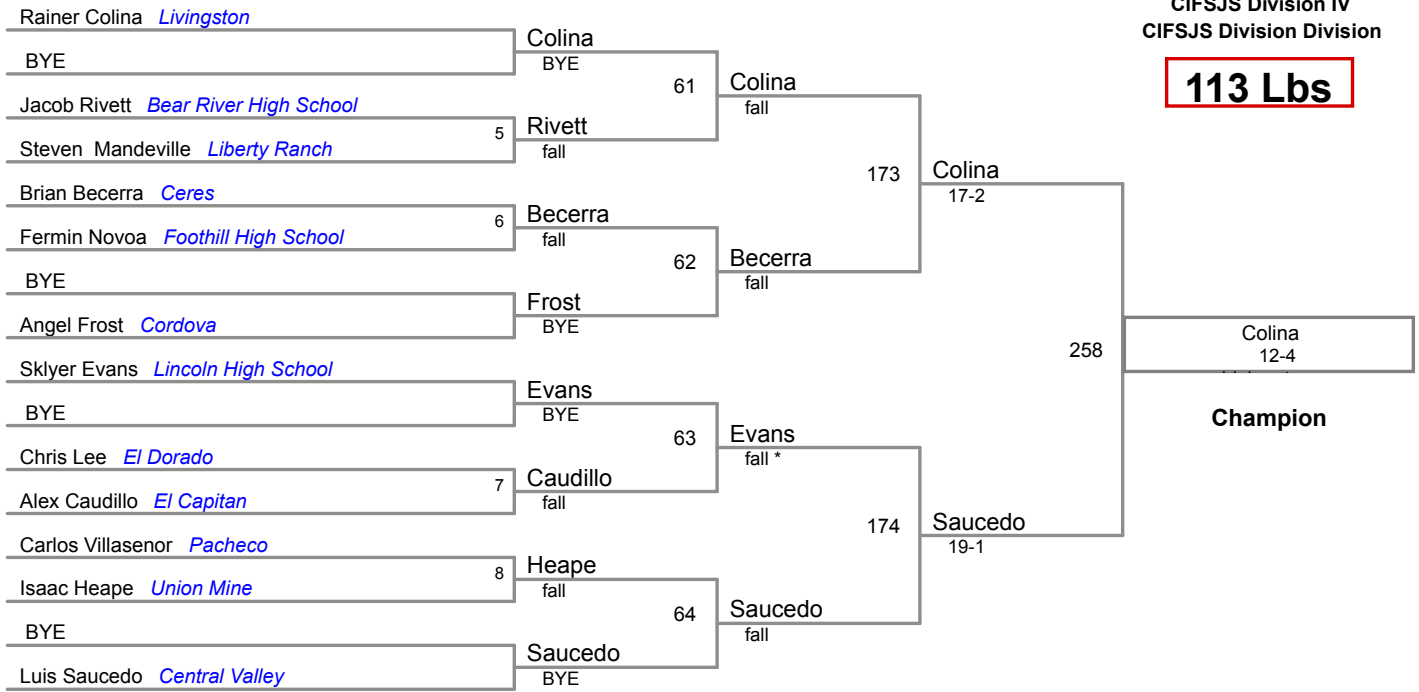 CIFSJS Division IV
CIFSJS Division Division
113 Lbs
Rainer Colina Livingston
BYE
Jacob Rivett Bear River High School
Steven Mandeville Liberty Ranch
Brian Becerra Ceres
Fermin Novoa Foothill High School
BYE
Angel Frost Cordova
Sklyer Evans Lincoln High School
BYE
Chris Lee El Dorado
Alex Caudillo El Capitan
Carlos Villasenor Pacheco
Isaac Heape Union Mine
BYE
Luis Saucedo Central Valley
5
6
7
8
Colina
BYE
Rivett
fall
Becerra
fall
Frost
BYE
Evans
BYE
Caudillo
fall
Heape
fall
Saucedo
BYE
61
62
63
64
Colina
fall
Becerra
fall
Evans
fall *
Saucedo
fall
173
174
Colina
17-2
Saucedo
19-1
258
Colina
12-4
Champion